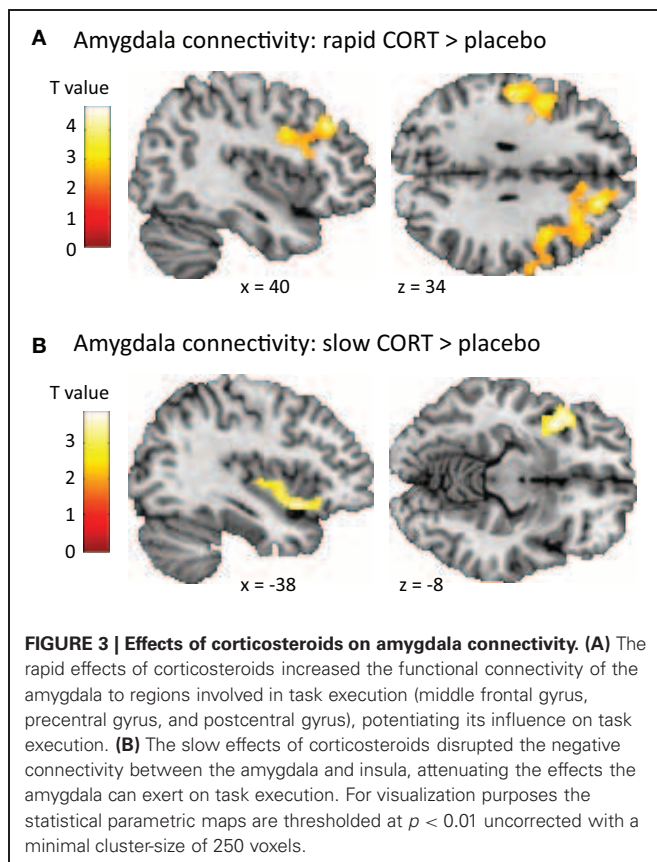 A Amygdala connectivity: rapid CORT > placebo
T value
4
3
2
1
0
x = 40
z = 34
B Amygdala connectivity: slow CORT > placebo
T value
3
2
1
0
x = -38
z = -8
FIGURE 3 | Effects of corticosteroids on amygdala connectivity. (A) The
rapid effects of corticosteroids increased the functional connectivity of the
amygdala to regions involved in task execution (middle frontal gyrus,
precentral gyrus, and postcentral gyrus), potentiating its influence on task
execution. (B) The slow effects of corticosteroids disrupted the negative
connectivity between the amygdala and insula, attenuating the effects the
amygdala can exert on task execution. For visualization purposes the
statistical parametric maps are thresholded at p < 0.01 uncorrected with a
minimal cluster-size of 250 voxels.